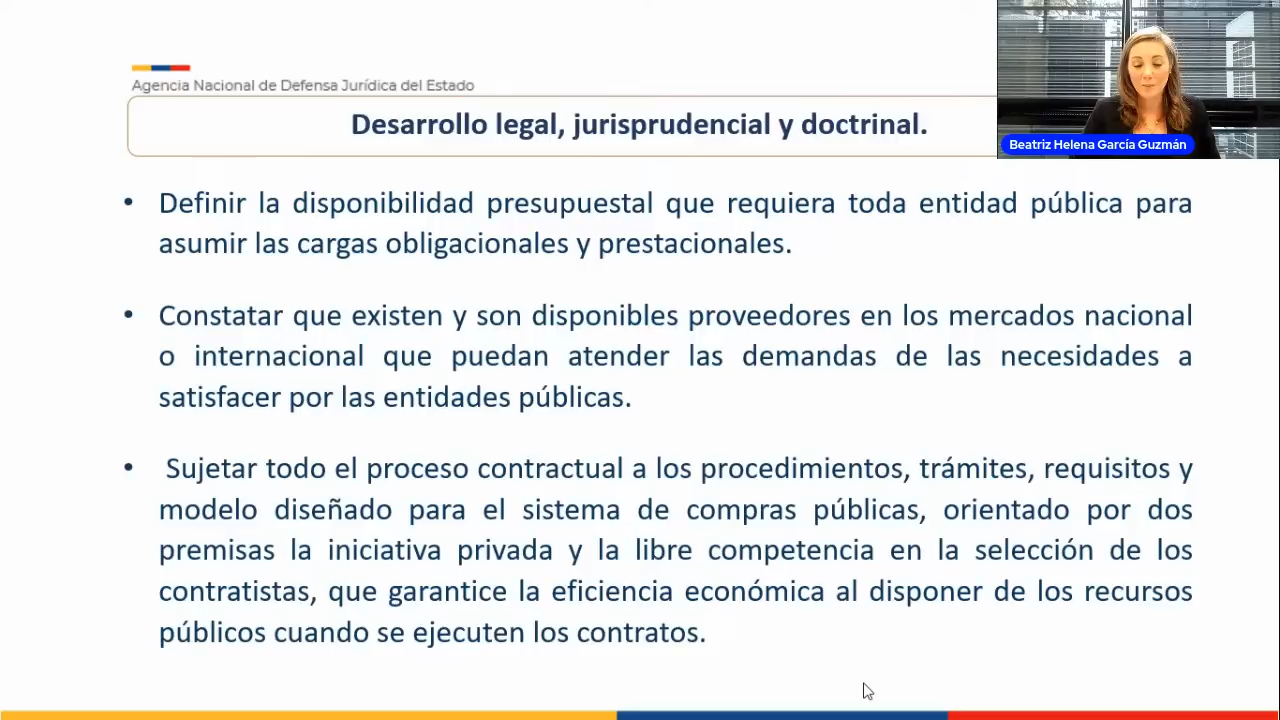 Agencia Nacional de Defensa Jurídica del Estado
Desarrollo legal, jurisprudencial y doctrinal.
Beatriz Helena García Guzmán
• Definir la disponibilidad presupuestal que requiera toda entidad pública para
asumir las cargas obligacionales y prestacionales.
• Constatar que existen y son disponibles proveedores en los mercados nacional
o internacional que puedan atender las demandas de las necesidades a
satisfacer por las entidades públicas.
• Sujetar todo el proceso contractual a los procedimientos, trámites, requisitos y
modelo diseñado para el sistema de compras públicas, orientado por dos
premisas la iniciativa privada y la libre competencia en la selección de los
contratistas, que garantice la eficiencia económica al disponer de los recursos
públicos cuando se ejecuten los contratos.